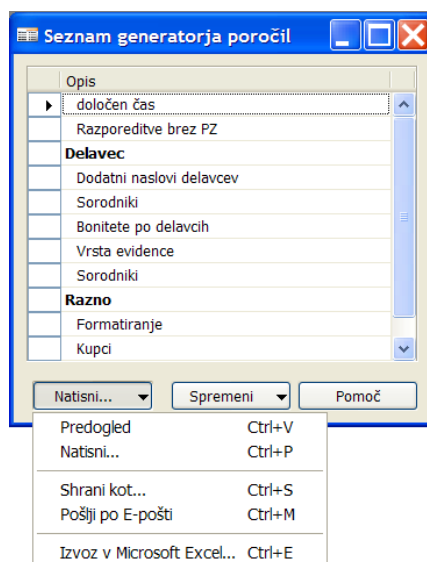 Seznam generatorja poročil
Opis
določen čas
Razporeditve brez PZ
Delavec
Dodatni naslovi delavcev
Sorodniki
Bonitete po delavcih
Vrsta evidence
Sorodniki
Razno
Formatiranje
Kupci
Natisni... Spremeni Pomoč
Predogled Ctrl+V
Natisni... Ctrl+P
Shrani kot... Ctrl+S
Pošlji po E-pošti Ctrl+M
Izvoz v Microsoft Excel... Ctrl+E